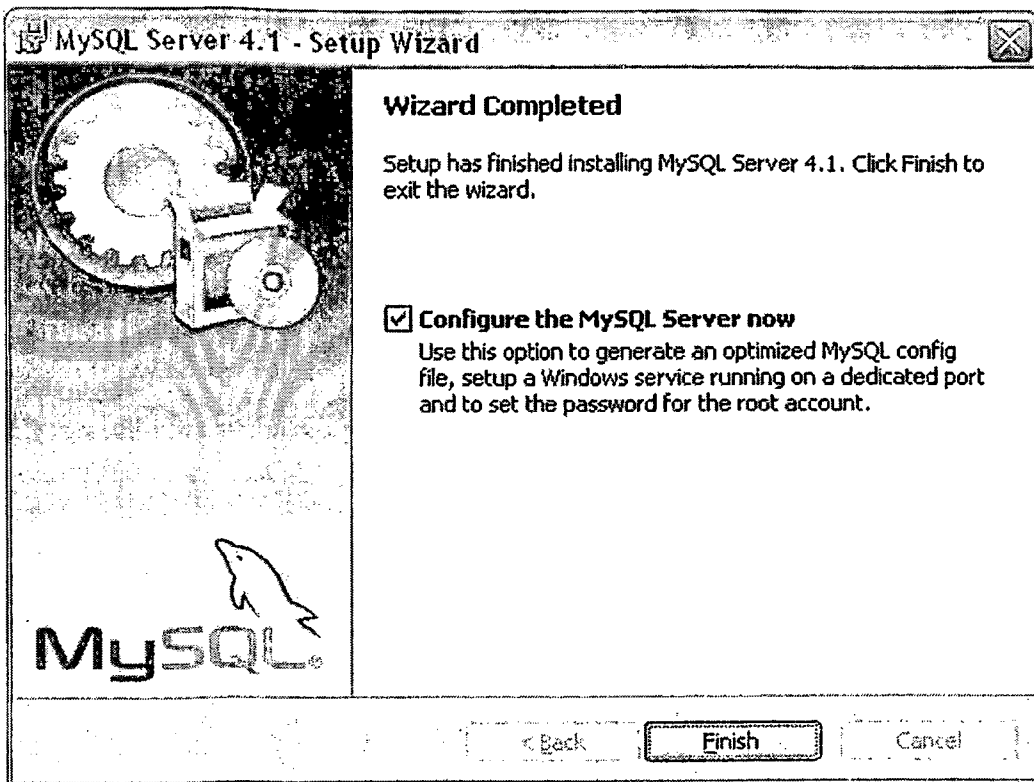 MySQL Server 4.1 - Setup Wizard
Wizard Completed
Setup has finished installing MySQL Server 4.1. Click Finish to
exit the wizard.
Configure the MySQL Server now
Use this option to generate an optimized MySQL config
file, setup a Windows service running on a dedicated port
and to set the password for the root account.
MySQL®
< Back
Finish
Cancel